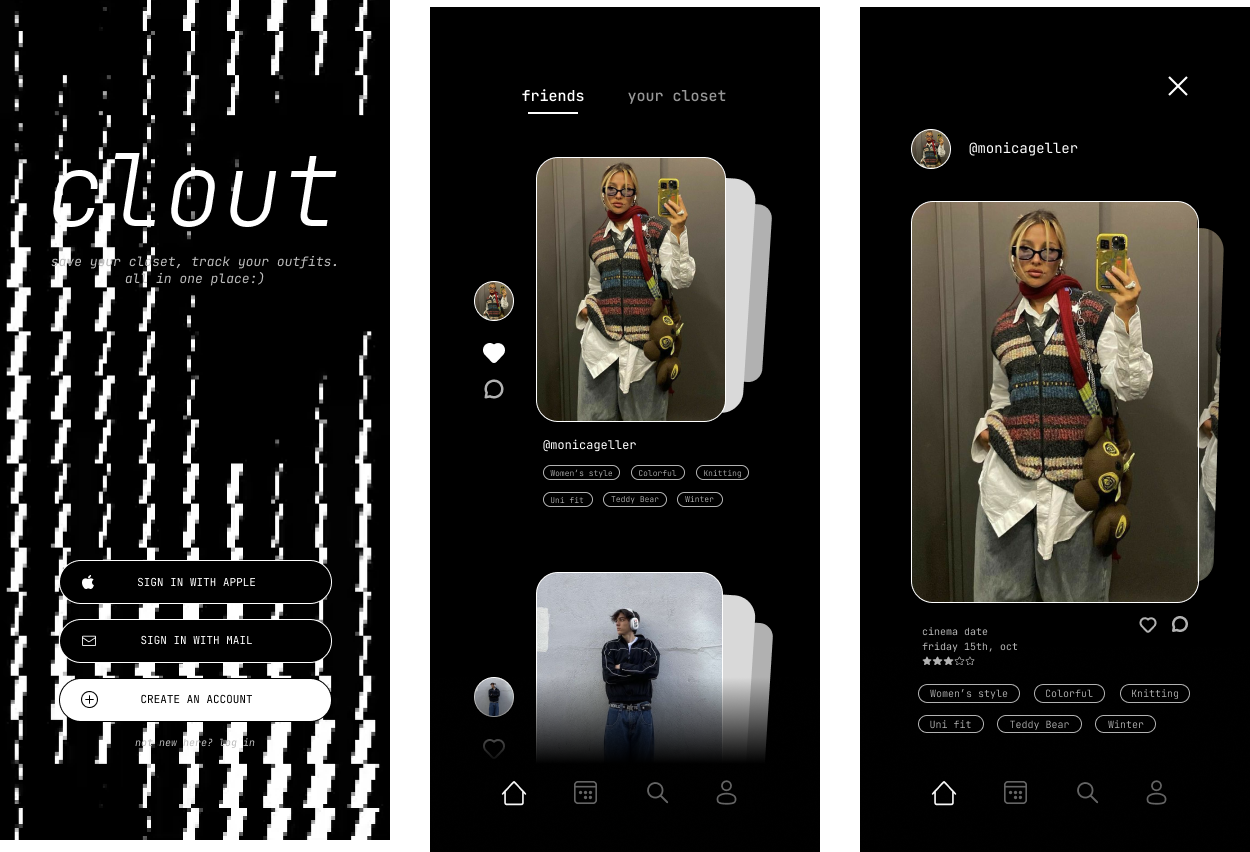 clout
save your closet, track your outfits.
all in one place:)
SIGN IN WITH APPLE
SIGN IN WITH MAIL
CREATE AN ACCOUNT
not new here? log in
friends your closet
@monicageller
Women's style Colorful Knitting
Uni fit Teddy Bear Winter
@monicageller
cinema date
friday 15th, oct
Women's style Colorful Knitting
Uni fit Teddy Bear Winter